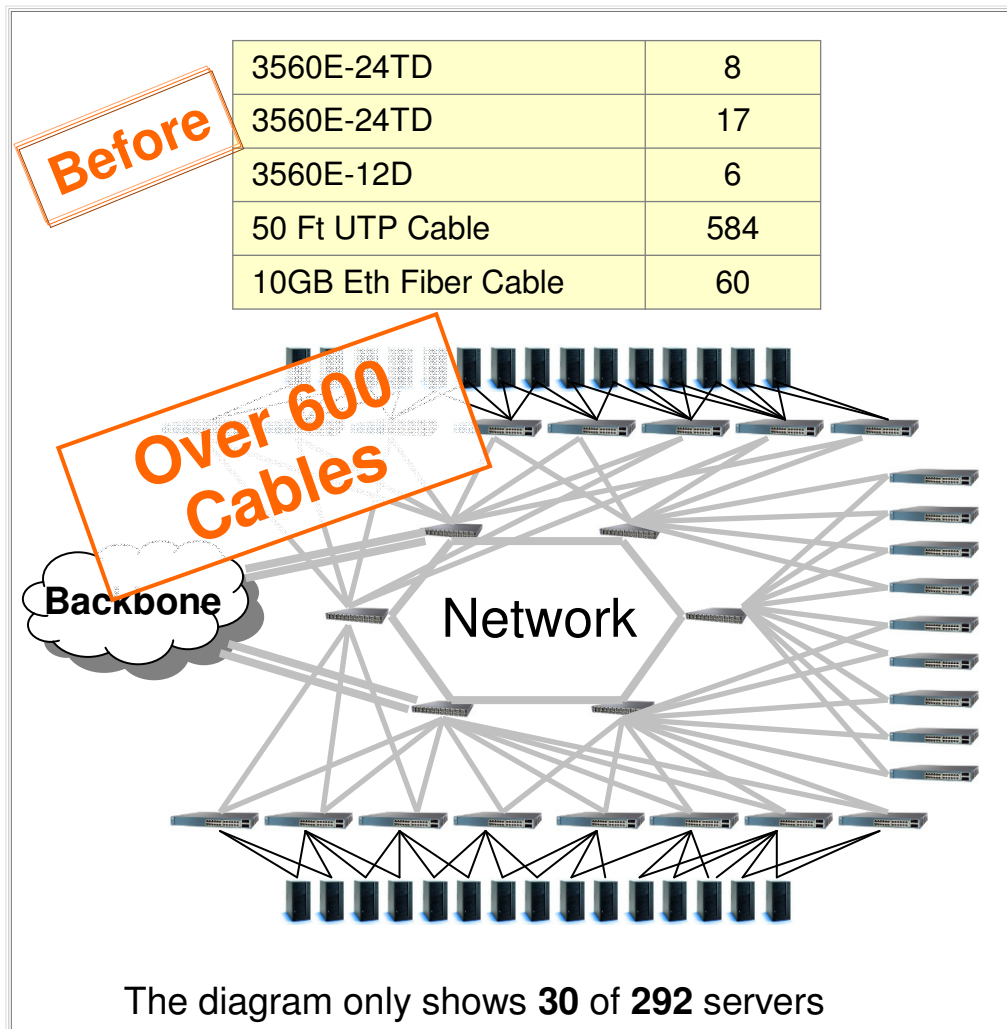 Before
3560E-24TD 8
3560E-24TD 17
3560E-12D 6
50 Ft UTP Cable 584
10GB Eth Fiber Cable 60
Over 600
Cables
Backbone
Network
The diagram only shows 30 of 292 servers